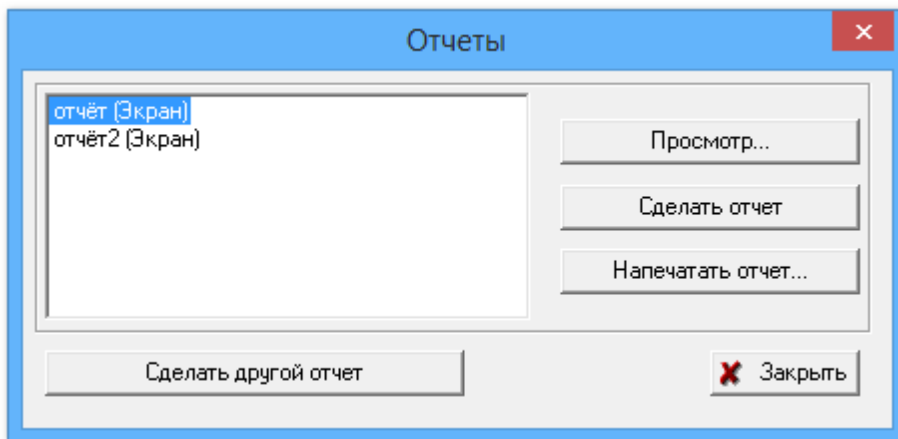 Отчеты
отчёт (Экран)
отчёт2 (Экран)
Просмотр...
Сделать отчет
Напечатать отчет...
Сделать другой отчет
Закрыть